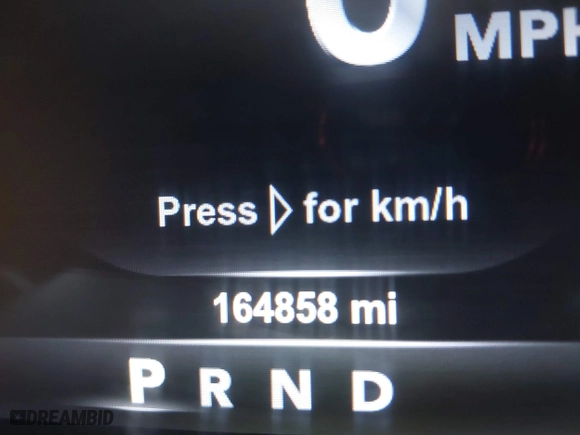 0 MPH
Press ▷ for km/h
164858 mi
P R N D
DREAMBID